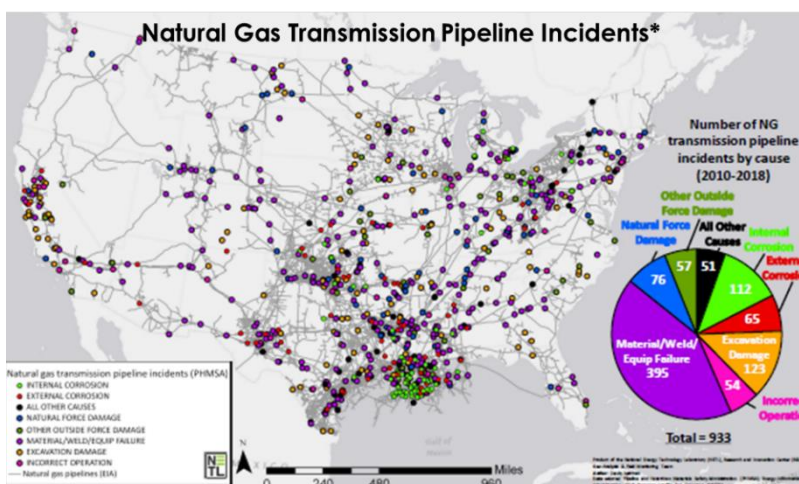 Natural Gas Transmission Pipeline Incidents*
Number of NG
transmission pipeline
incidents by cause
(2010-2018)
Other Outside
Force Damage
Natural Force
Damage
All Other
Causes
Internal
Corrosion
Extern
Corrosi
57
51
76
112
65
Material/Weld/
Equip Failure
395
Excavation
Damage
123
54
Incorre
Operati
Total = 933
Natural gas transmission pipeline incidents (PHMSA)
INTERNAL CORROSION
EXTERNAL CORROSION
ALL OTHER CAUSES
NATURAL FORCE DAMAGE
OTHER OUTSIDE FORCE DAMAGE
MATERIAL/WELD/EQUIP FAILURE
EXCAVATION DAMAGE
INCORRECT OPERATION
Natural gas pipelines (EIA)
NETL
N
Miles
0 240 480 960